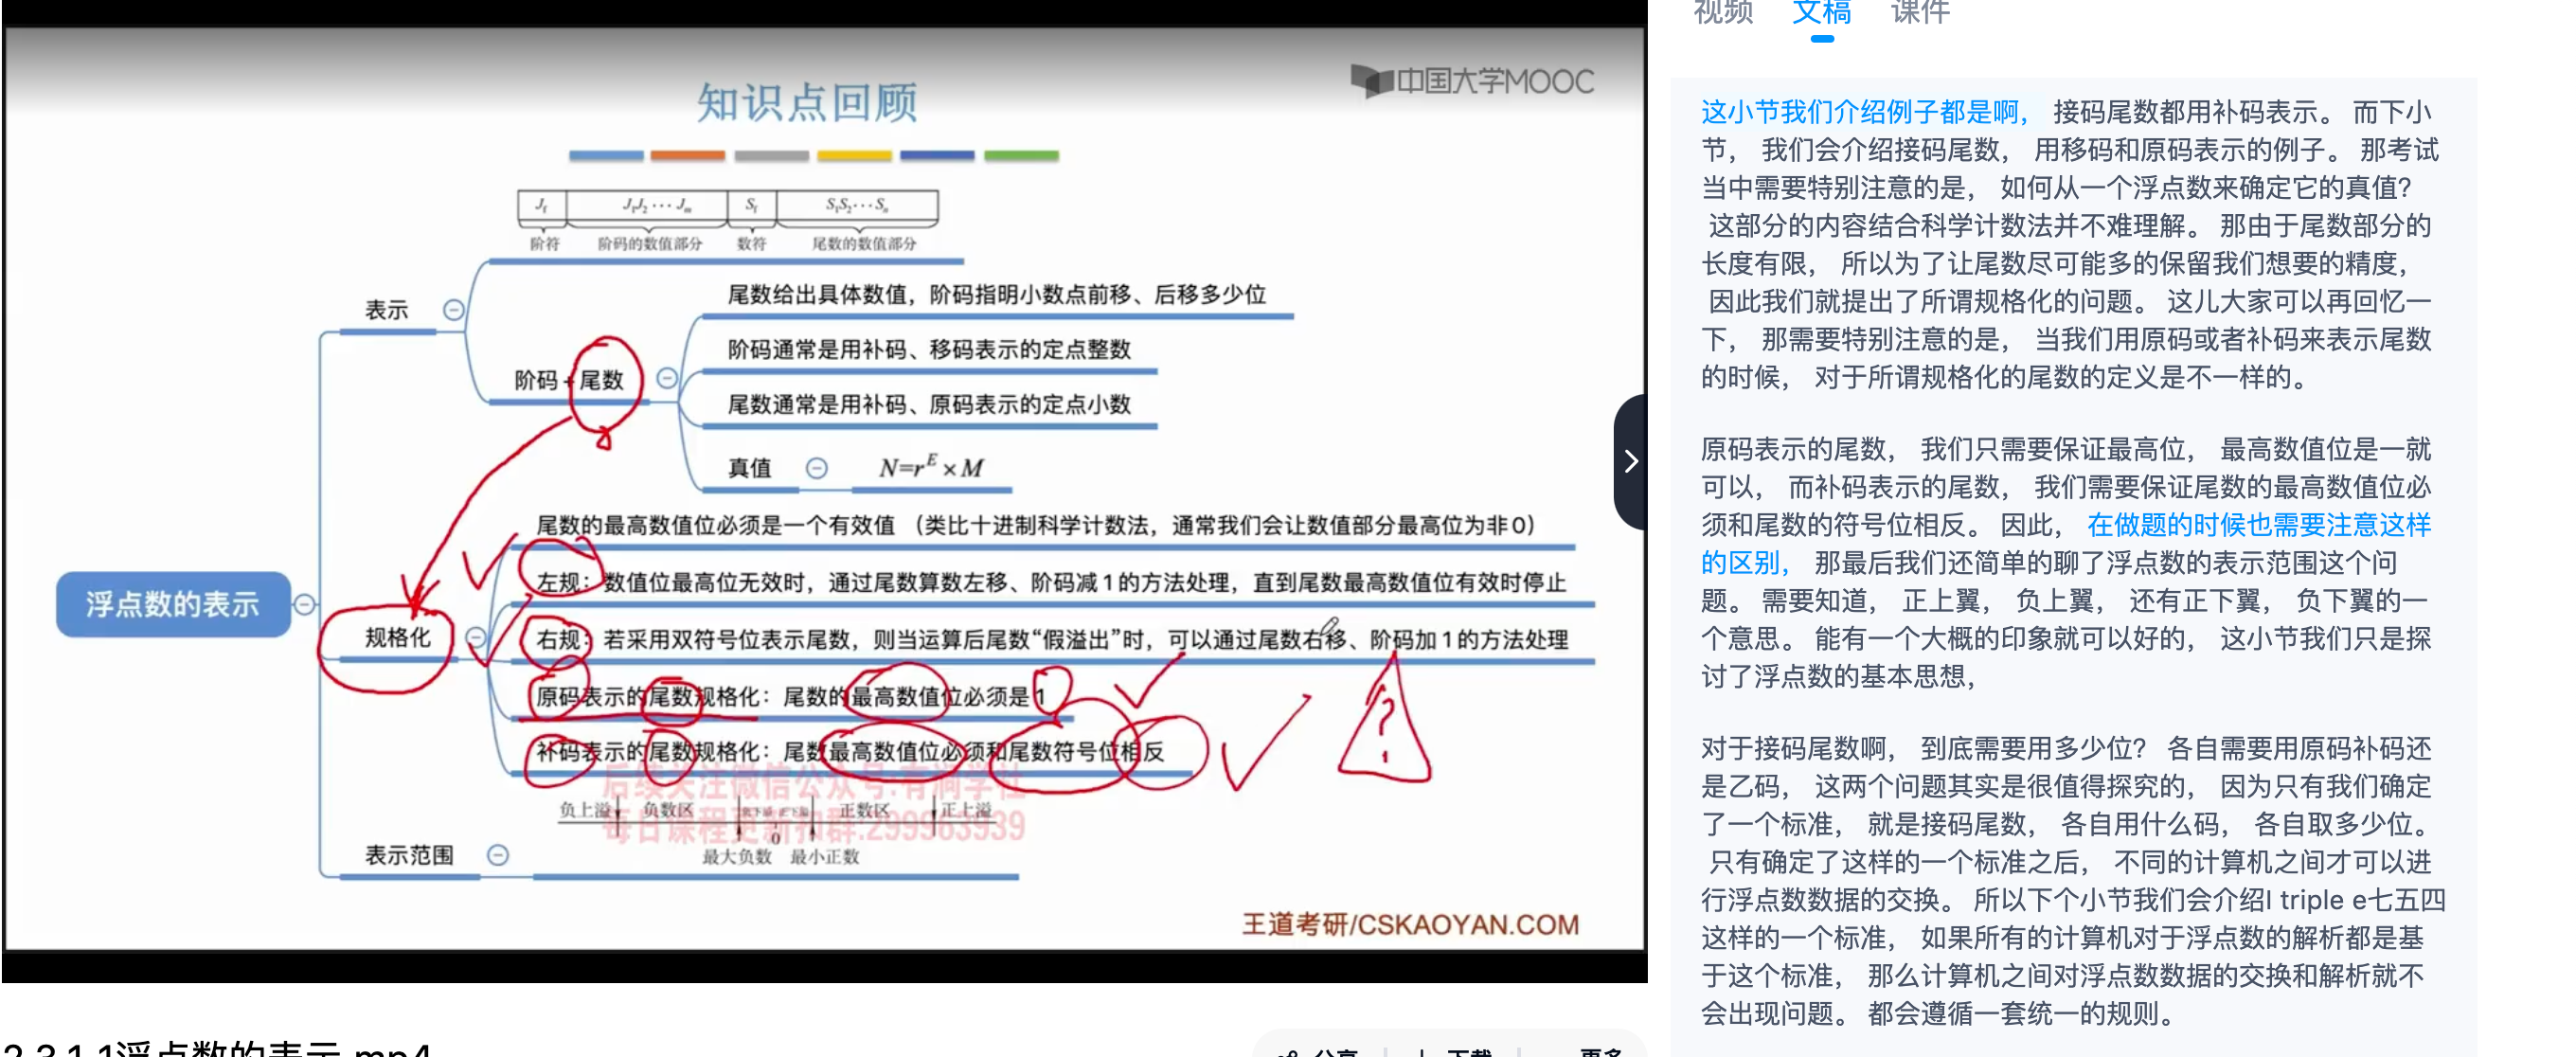 知识点回顾
中国大学MOOC
J_f J₁J₂ ⋯ J_m S_f S₁S₂ ⋯ S_n
阶符 阶码的数值部分 数符 尾数的数值部分
表示
阶码+尾数
尾数给出具体数值，阶码指明小数点前移、后移多少位
阶码通常是用补码、移码表示的定点整数
尾数通常是用补码、原码表示的定点小数
真值 N=r^E × M
浮点数的表示
规格化
尾数的最高数值位必须是一个有效值 （类比十进制科学计数法，通常我们会让数值部分最高位为非0）
左规：数值位最高位无效时，通过尾数算数左移、阶码减1的方法处理，直到尾数最高数值位有效时停止
右规：若采用双符号位表示尾数，则当运算后尾数“假溢出”时，可以通过尾数右移、阶码加1的方法处理
原码表示的尾数规格化：尾数的最高数值位必须是1
补码表示的尾数规格化：尾数最高数值位必须和尾数符号位相反
后续关注微信公众号:有洞学社
每日课程更新扣群:299963939
表示范围
负上溢 负数区 正数区 正上溢
0
最大负数 最小正数
王道考研/CSKAOYAN.COM
2.3.1.1浮点数的表示.mp4
分享 下载 更多
视频 文稿 课件
这小节我们介绍例子都是啊， 接码尾数都用补码表示。 而下小
节， 我们会介绍接码尾数， 用移码和原码表示的例子。 那考试
当中需要特别注意的是， 如何从一个浮点数来确定它的真值？
这部分的内容结合科学计数法并不难理解。 那由于尾数部分的
长度有限， 所以为了让尾数尽可能多的保留我们想要的精度，
因此我们就提出了所谓规格化的问题。 这儿大家可以再回忆一
下， 那需要特别注意的是， 当我们用原码或者补码来表示尾数
的时候， 对于所谓规格化的尾数的定义是不一样的。
原码表示的尾数， 我们只需要保证最高位， 最高数值位是一就
可以， 而补码表示的尾数， 我们需要保证尾数的最高数值位必
须和尾数的符号位相反。 因此， 在做题的时候也需要注意这样
的区别， 那最后我们还简单的聊了浮点数的表示范围这个问
题。 需要知道， 正上翼， 负上翼， 还有正下翼， 负下翼的一
个意思。 能有一个大概的印象就可以好的， 这小节我们只是探
讨了浮点数的基本思想，
对于接码尾数啊， 到底需要用多少位？ 各自需要用原码补码还
是乙码， 这两个问题其实是很值得探究的， 因为只有我们确定
了一个标准， 就是接码尾数， 各自用什么码， 各自取多少位。
只有确定了这样的一个标准之后， 不同的计算机之间才可以进
行浮点数数据的交换。 所以下个小节我们会介绍I triple e七五四
这样的一个标准， 如果所有的计算机对于浮点数的解析都是基
于这个标准， 那么计算机之间对浮点数数据的交换和解析就不
会出现问题。 都会遵循一套统一的规则。